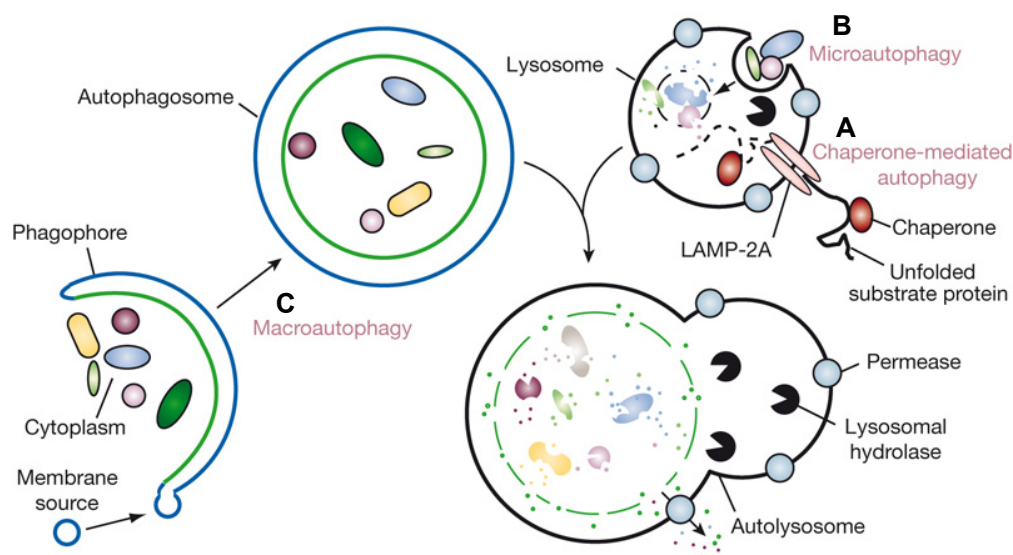 B
Microautophagy
Lysosome
Autophagosome
A
Chaperone-mediated
autophagy
Chaperone
LAMP-2A
Unfolded
substrate protein
Phagophore
C
Macroautophagy
Cytoplasm
Membrane
source
Permease
Lysosomal
hydrolase
Autolysosome